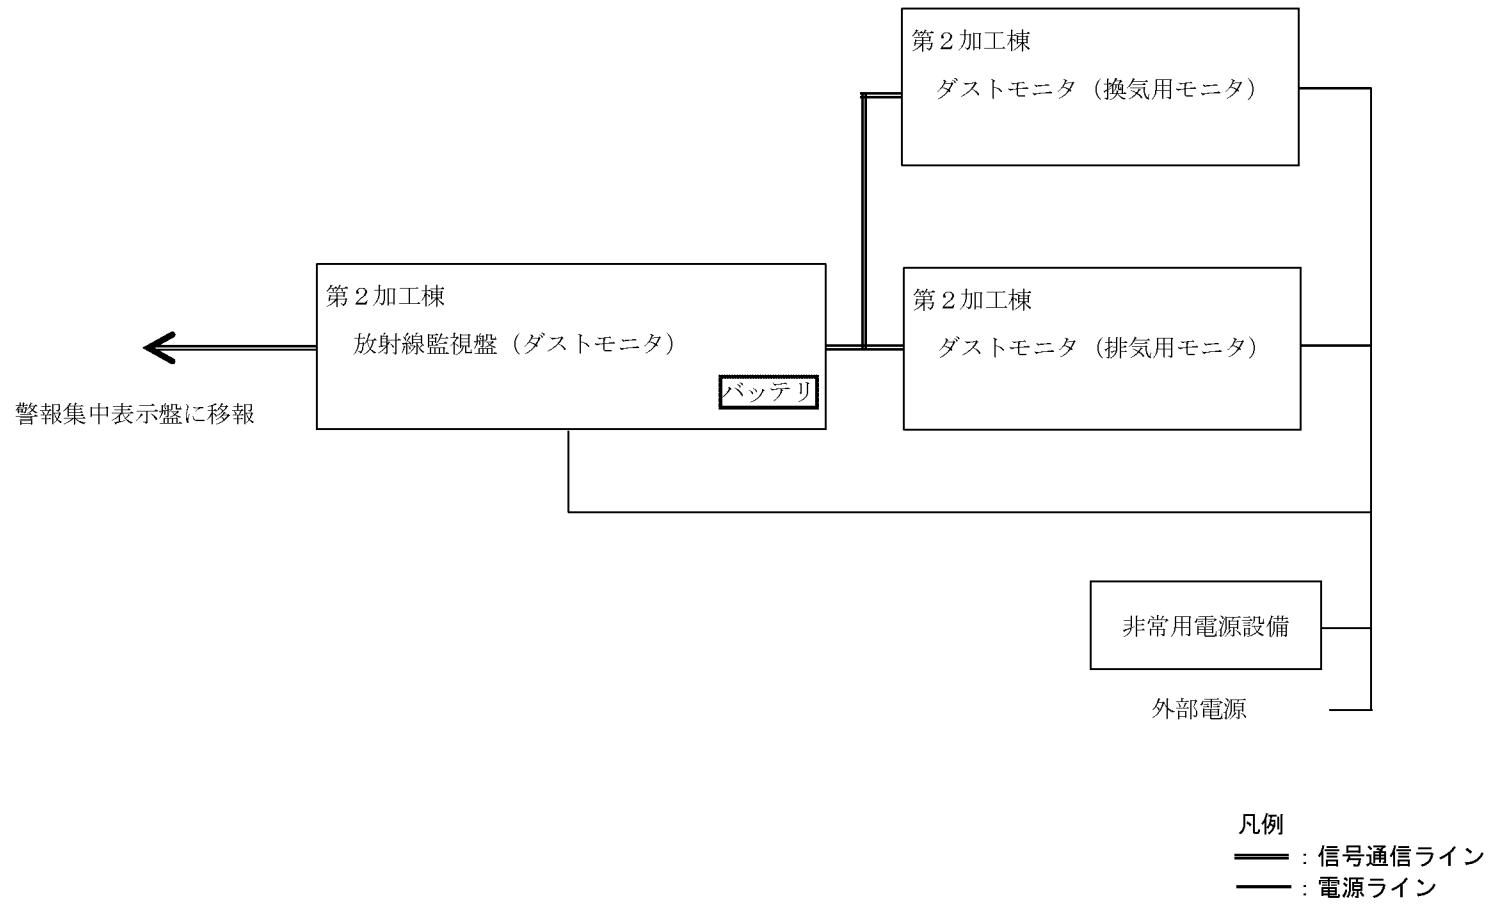 第２加工棟
ダストモニタ（換気用モニタ）
第２加工棟
放射線監視盤（ダストモニタ）
バッテリ
第２加工棟
ダストモニタ（排気用モニタ）
警報集中表示盤に移報
非常用電源設備
外部電源
凡例
：信号通信ライン
：電源ライン